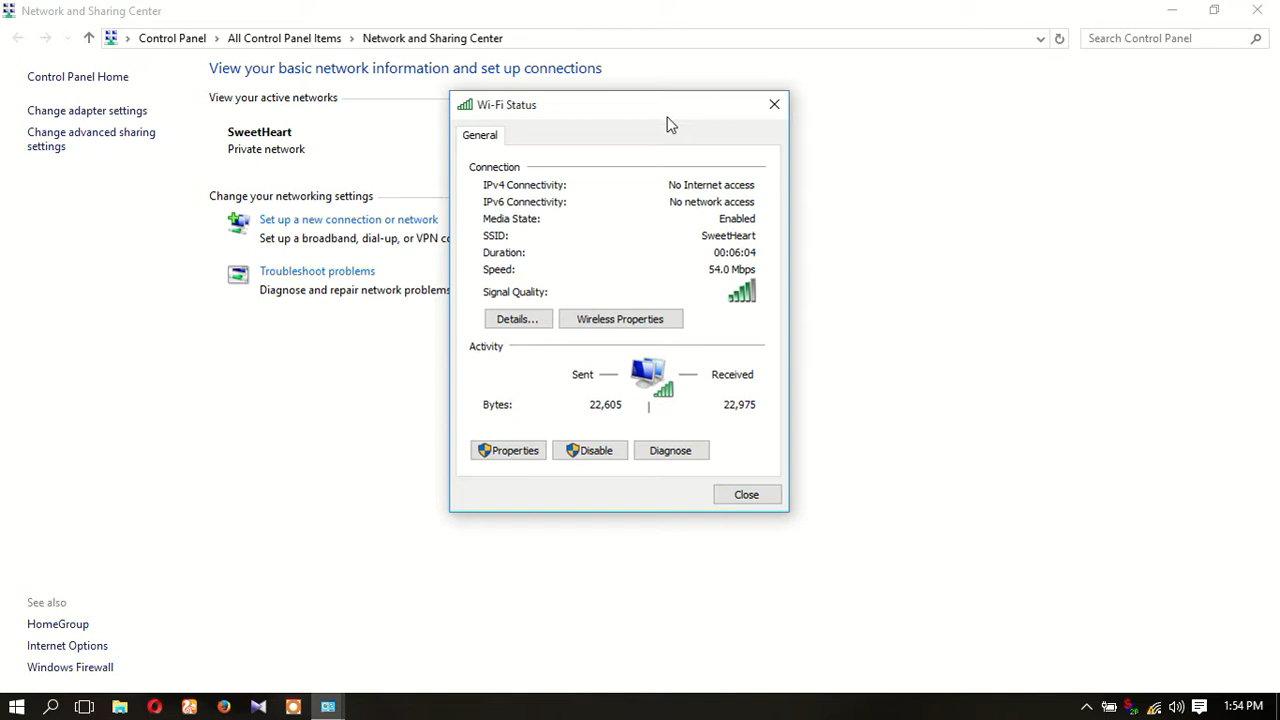 Network and Sharing Center
Control Panel > All Control Panel Items > Network and Sharing Center
Search Control Panel
Control Panel Home
Change adapter settings
Change advanced sharing
settings
View your basic network information and set up connections
View your active networks
SweetHeart
Private network
Change your networking settings
Set up a new connection or network
Set up a broadband, dial-up, or VPN co
Troubleshoot problems
Diagnose and repair network problems
Wi-Fi Status
General
Connection
IPv4 Connectivity: No Internet access
IPv6 Connectivity: No network access
Media State: Enabled
SSID: SweetHeart
Duration: 00:06:04
Speed: 54.0 Mbps
Signal Quality:
Details... Wireless Properties
Activity
Sent Received
Bytes: 22,605 22,975
Properties Disable Diagnose
Close
See also
HomeGroup
Internet Options
Windows Firewall
1:54 PM